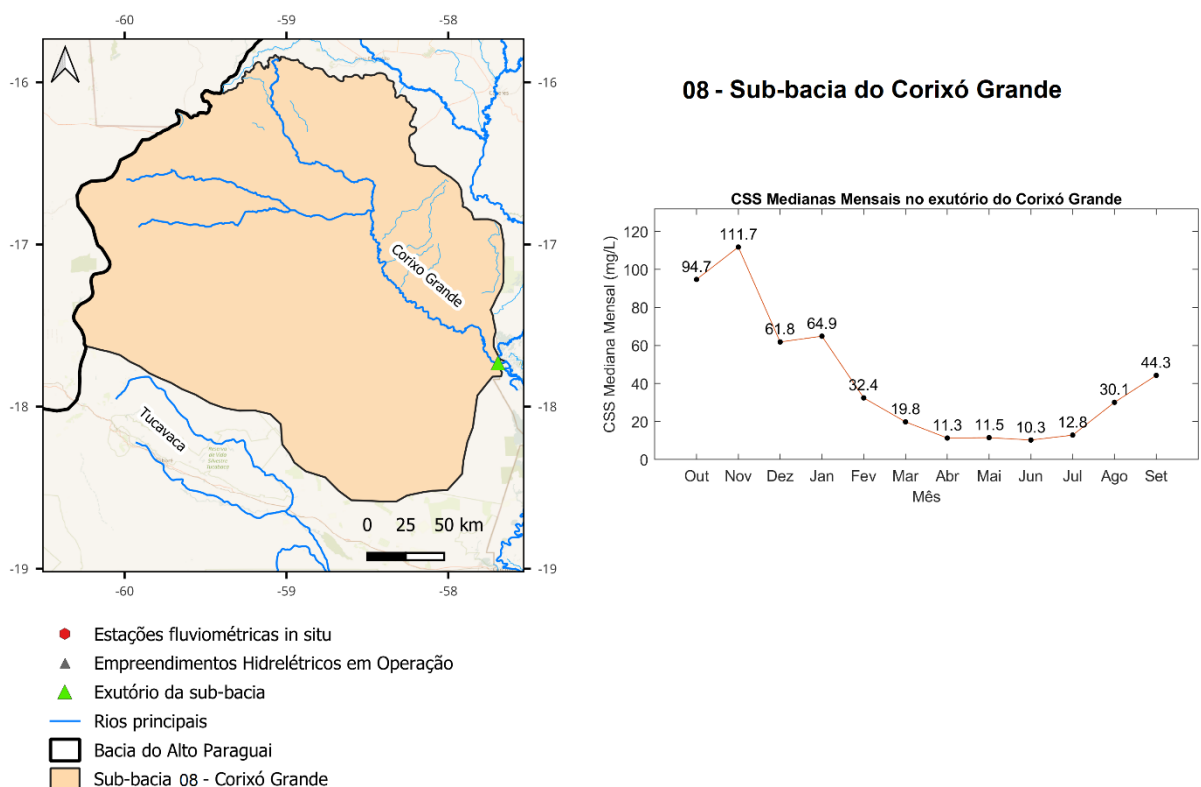 -60
-59
-58
-16
-16
-17
-17
-18
-18
-19
-19
Corixo Grande
Tucavaca
0 25 50 km
-60
-59
-58
Estações fluviométricas in situ
Empreendimentos Hidrelétricos em Operação
Exutório da sub-bacia
Rios principais
Bacia do Alto Paraguai
Sub-bacia 08 - Corixó Grande
08 - Sub-bacia do Corixó Grande
CSS Medianas Mensais no exutório do Corixó Grande
CSS Mediana Mensal (mg/L)
120
100
80
60
40
20
0
94.7
111.7
61.8
64.9
32.4
19.8
11.3
11.5
10.3
12.8
30.1
44.3
Out Nov Dez Jan Fev Mar Abr Mai Jun Jul Ago Set
Mês